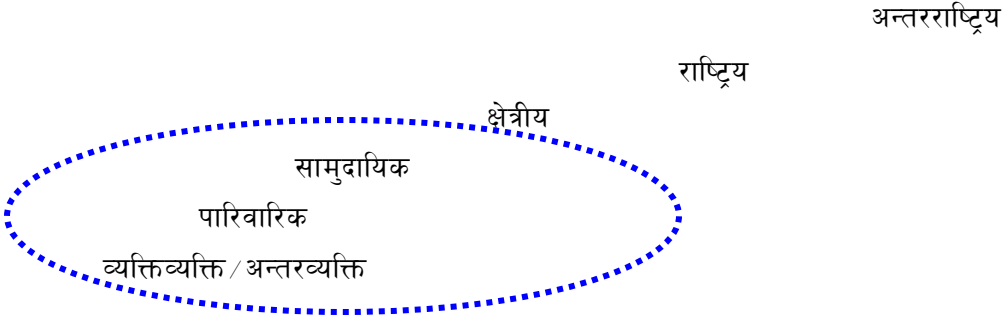 अन्तरराष्ट्रिय
राष्ट्रिय
क्षेत्रीय
सामुदायिक
पारिवारिक
व्यक्तिव्यक्ति/अन्तरव्यक्ति